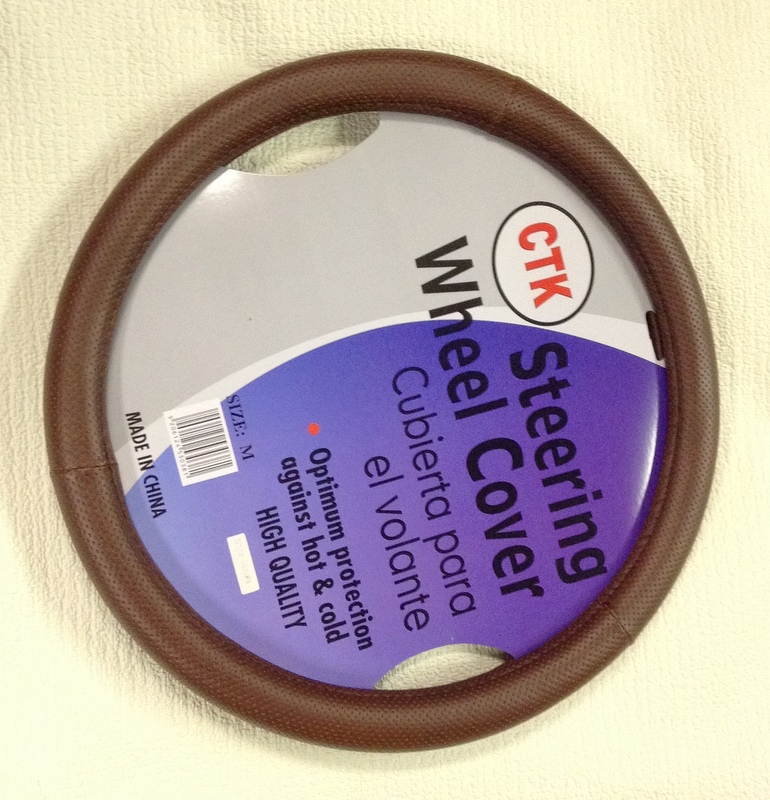 CTK
Steering
Wheel Cover
Cubierta para
el volante
Optimum protection
against hot & cold
HIGH QUALITY
SIZE: M
MADE IN CHINA